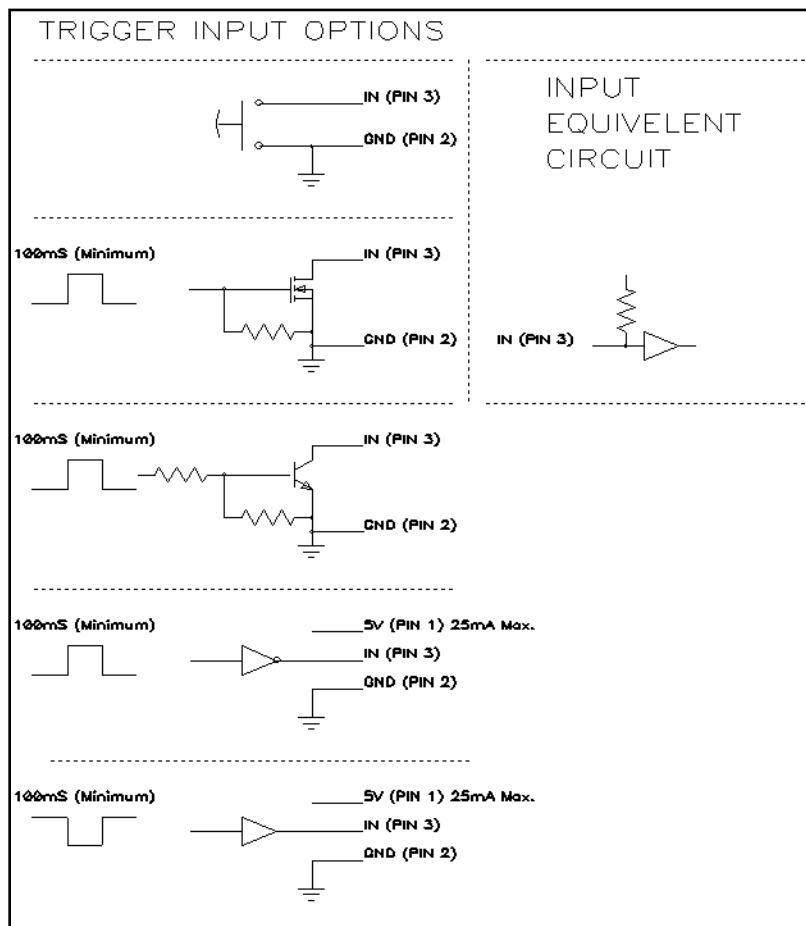 TRIGGER INPUT OPTIONS
IN (PIN 3)
GND (PIN 2)
INPUT
EQUIVELENT
CIRCUIT
100mS (Minimum)
IN (PIN 3)
GND (PIN 2)
IN (PIN 3)
100mS (Minimum)
IN (PIN 3)
GND (PIN 2)
100mS (Minimum)
5V (PIN 1) 25mA Max.
IN (PIN 3)
GND (PIN 2)
100mS (Minimum)
5V (PIN 1) 25mA Max.
IN (PIN 3)
GND (PIN 2)